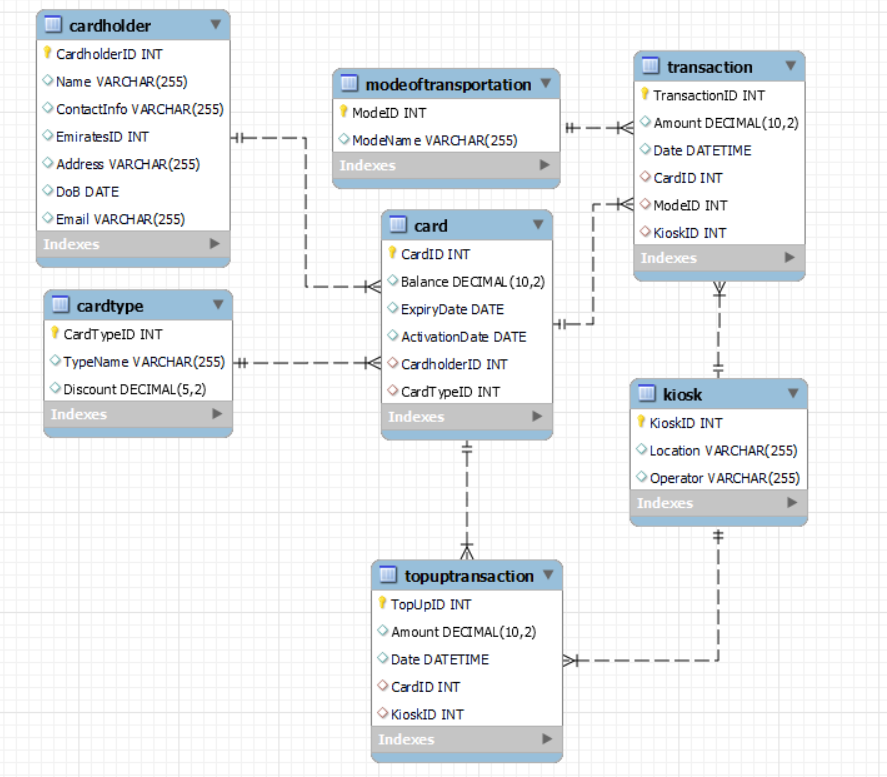 cardholder
CardholderID INT
Name VARCHAR(255)
ContactInfo VARCHAR(255)
EmiratesID INT
Address VARCHAR(255)
DoB DATE
Email VARCHAR(255)
Indexes
modeoftransportation
ModeID INT
ModeName VARCHAR(255)
Indexes
transaction
TransactionID INT
Amount DECIMAL(10,2)
Date DATETIME
CardID INT
ModeID INT
KioskID INT
Indexes
cardtype
CardTypeID INT
TypeName VARCHAR(255)
Discount DECIMAL(5,2)
Indexes
card
CardID INT
Balance DECIMAL(10,2)
ExpiryDate DATE
ActivationDate DATE
CardholderID INT
CardTypeID INT
Indexes
kiosk
KioskID INT
Location VARCHAR(255)
Operator VARCHAR(255)
Indexes
topuptransaction
TopUpID INT
Amount DECIMAL(10,2)
Date DATETIME
CardID INT
KioskID INT
Indexes